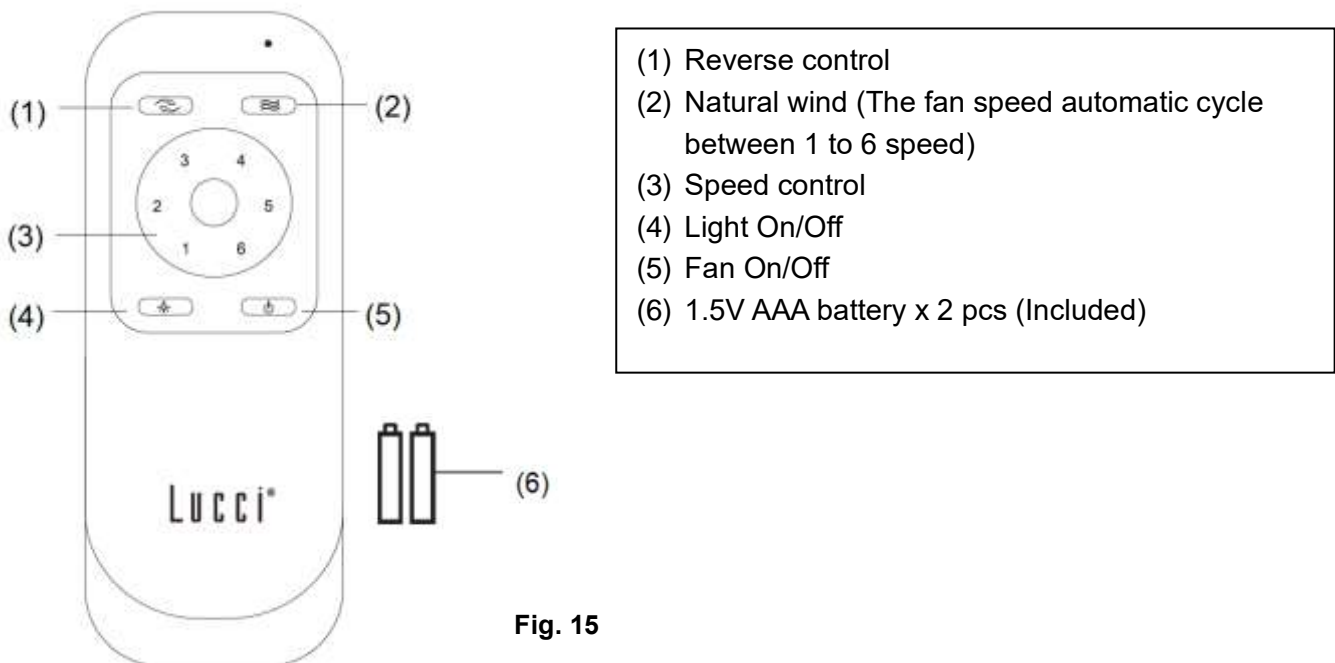 (1)
(2)
3 4
2 5
(3)
1 6
(4)
(5)
Lucci®
(6)
Fig. 15
(1) Reverse control
(2) Natural wind (The fan speed automatic cycle
between 1 to 6 speed)
(3) Speed control
(4) Light On/Off
(5) Fan On/Off
(6) 1.5V AAA battery x 2 pcs (Included)